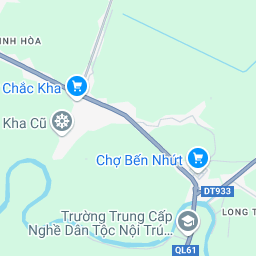 INH HÒA
Chắc Kha
Kha Cũ
Chợ Bến Nhứt
DT933
Trường Trung Cấp
Nghề Dân Tộc Nội Trú...
LONG T
QL61